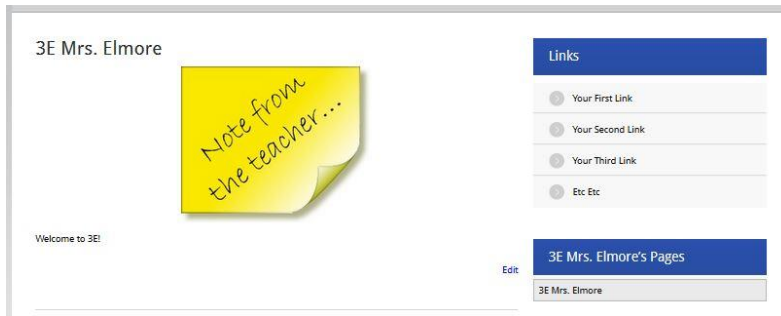 3E Mrs. Elmore
Note from
the teacher...
Welcome to 3E!
Edit
Links
Your First Link
Your Second Link
Your Third Link
Etc Etc
3E Mrs. Elmore's Pages
3E Mrs. Elmore